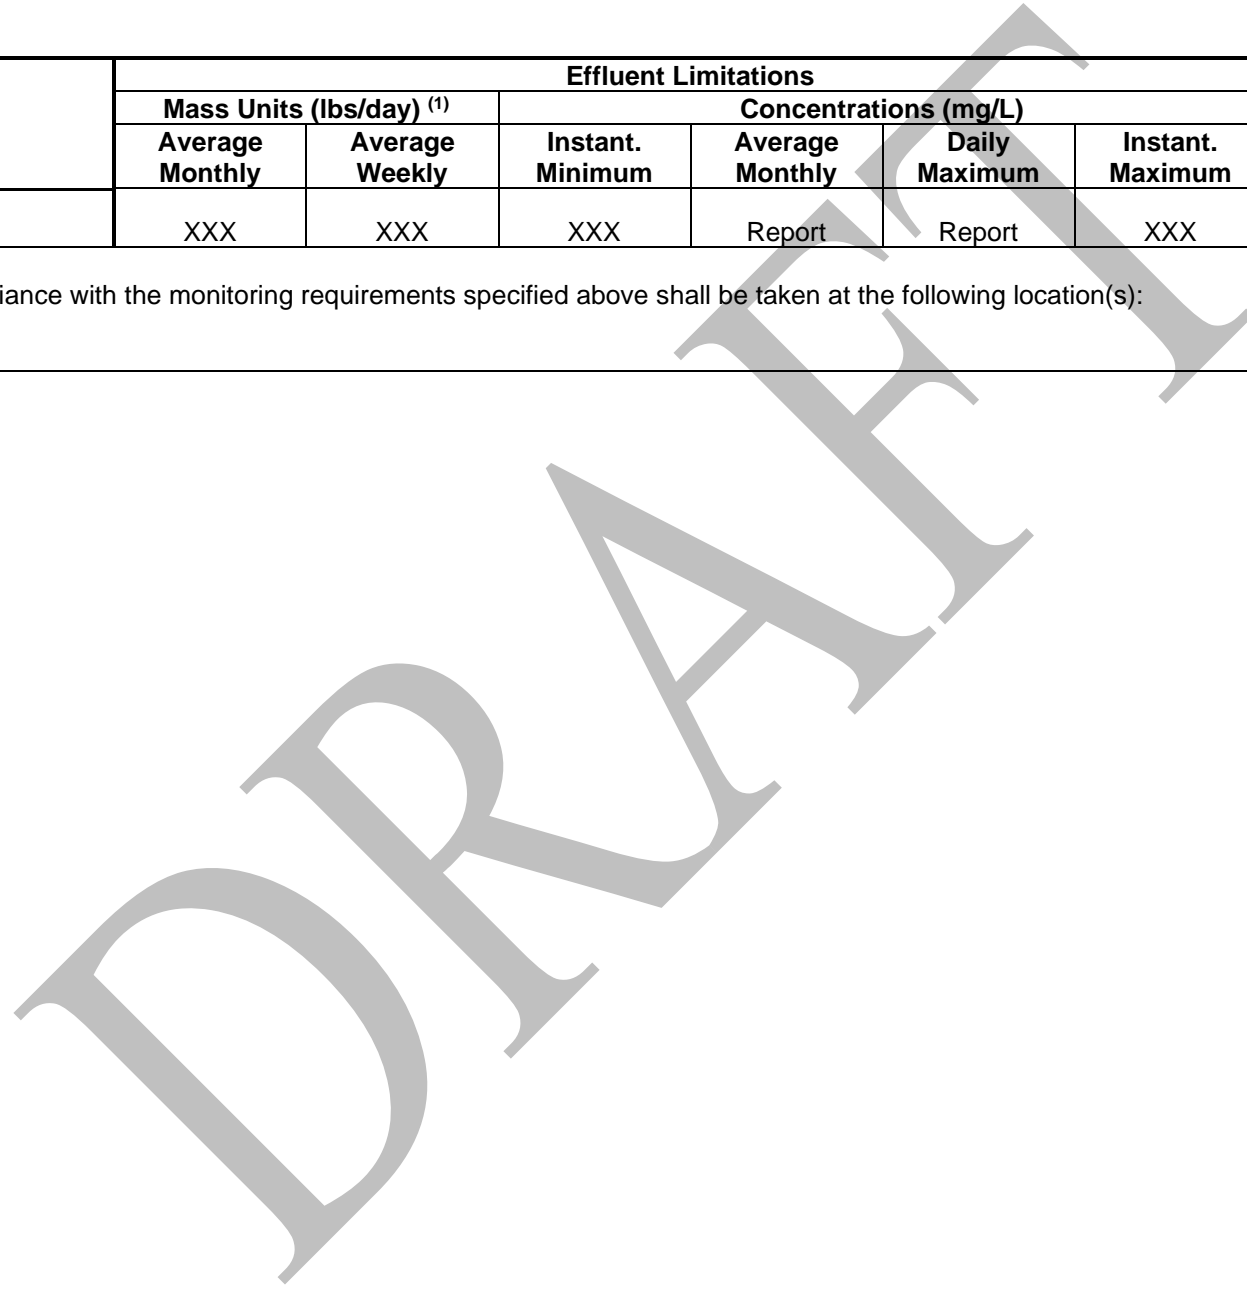 Effluent Limitations
Mass Units (lbs/day) (1) Concentrations (mg/L)
Average Monthly Average Weekly Instant. Minimum Average Monthly Daily Maximum Instant. Maximum
XXX XXX XXX Report Report XXX
iance with the monitoring requirements specified above shall be taken at the following location(s):
DRAFT